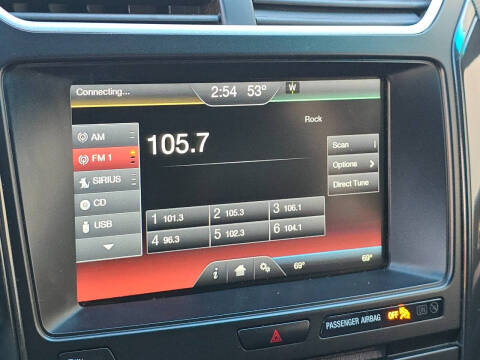 Connecting...
2:54 53°
W
Rock
AM
FM 1
SIRIUS
CD
USB
105.7
Scan
Options
Direct Tune
1 101.3
2 105.3
3 106.1
4 96.3
5 102.3
6 104.1
i
69°
69°
PASSENGER AIRBAG OFF